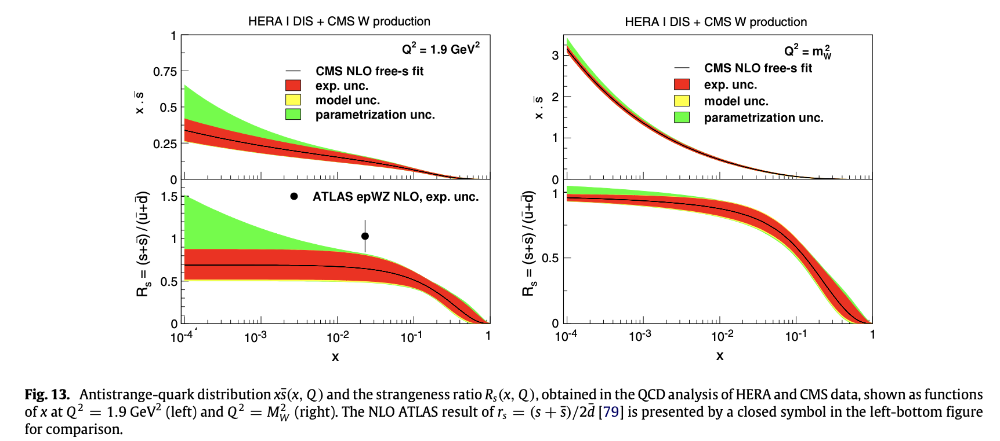 HERA I DIS + CMS W production
Q² = 1.9 GeV²
CMS NLO free-s fit
exp. unc.
model unc.
parametrization unc.
x . s̅
1
0.75
0.5
0.25
0
ATLAS epWZ NLO, exp. unc.
Rₛ = (s+s̅) / (u̅+d̅)
1.5
1
0.5
0
10⁻⁴ 10⁻³ 10⁻² 10⁻¹ 1
x
HERA I DIS + CMS W production
Q² = m²_W
CMS NLO free-s fit
exp. unc.
model unc.
parametrization unc.
x . s̅
3
2
1
0
Rₛ = (s+s̅) / (u̅+d̅)
1
0.5
0
10⁻⁴ 10⁻³ 10⁻² 10⁻¹ 1
x
Fig. 13. Antistrange-quark distribution xs̅(x, Q) and the strangeness ratio Rₛ(x, Q), obtained in the QCD analysis of HERA and CMS data, shown as functions
of x at Q² = 1.9 GeV² (left) and Q² = M²_W (right). The NLO ATLAS result of rₛ = (s + s̅)/2d̅ [79] is presented by a closed symbol in the left-bottom figure
for comparison.